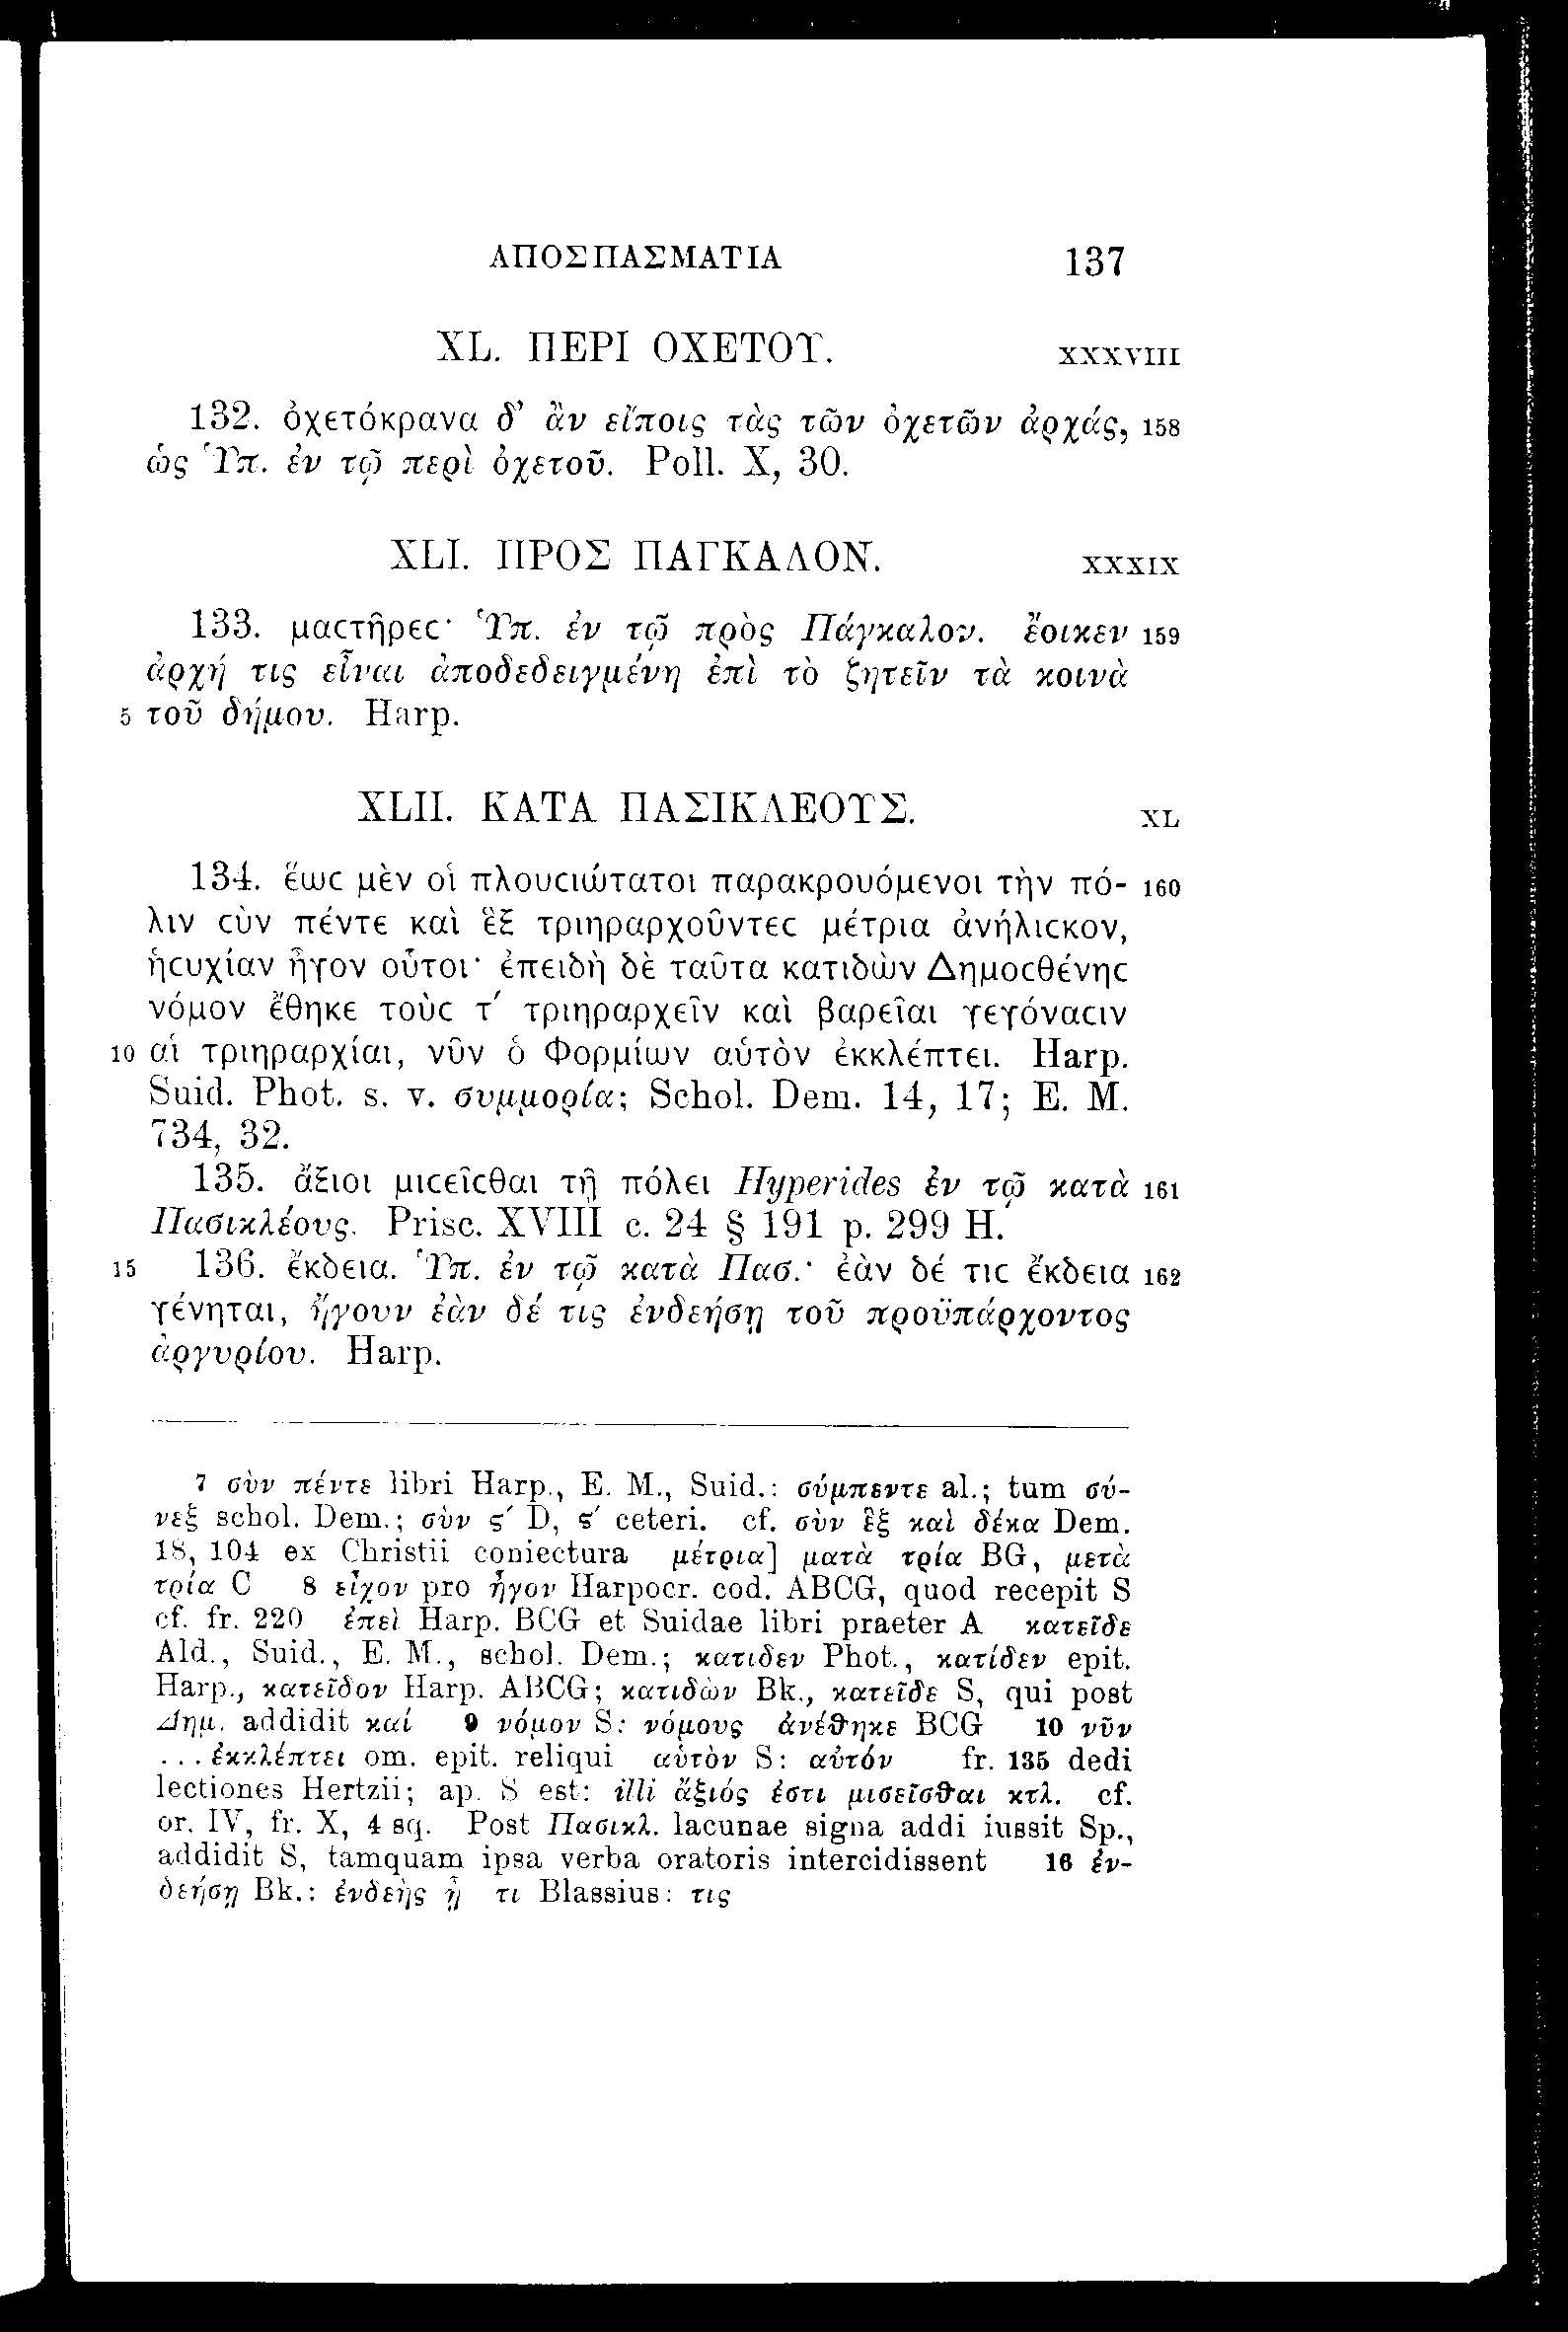 ΑΠΟΣΠΑΣΜΑΤΙΑ 137
XL. ΠΕΡΙ ΟΧΕΤΟΥ. XXXVIII
132. ὀχετόκρανα δ’ ἂν εἴποις τὰς τῶν ὀχετῶν ἀρχάς, 158
ὡς Ὑπ. ἐν τῷ περὶ ὀχετοῦ. Poll. X, 30.
XLI. ΠΡΟΣ ΠΑΓΚΑΛΟΝ. XXXIX
133. μαϲτῆρεϲ· Ὑπ. ἐν τῷ πρὸς Πάγκαλον. ἔοικεν 159
ἀρχή τις εἶναι ἀποδεδειγμένη ἐπὶ τὸ ζητεῖν τὰ κοινὰ
5 τοῦ δήμου. Harp.
XLII. ΚΑΤΑ ΠΑΣΙΚΛΕΟΥΣ. XL
134. ἕωϲ μὲν οἱ πλουϲιώτατοι παρακρουόμενοι τὴν πό- 160
λιν ϲὺν πέντε καὶ ἓξ τριηραρχοῦντεϲ μέτρια ἀνήλιϲκον,
ἡϲυχίαν ἦγον οὗτοι· ἐπειδὴ δὲ ταῦτα κατιδὼν Δημοϲθένηϲ
νόμον ἔθηκε τοὺϲ τ´ τριηραρχεῖν καὶ βαρεῖαι γεγόναϲιν
10 αἱ τριηραρχίαι, νῦν ὁ Φορμίων αὑτὸν ἐκκλέπτει. Harp.
Suid. Phot. s. v. συμμορία; Schol. Dem. 14, 17; E. M.
734, 32.
135. ἄξιοι μιϲεῖϲθαι τῇ πόλει Hyperides ἐν τῷ κατὰ 161
Πασικλέους. Prisc. XVIII c. 24 § 191 p. 299 H.
15 136. ἔκδεια. Ὑπ. ἐν τῷ κατὰ Πασ.· ἐὰν δέ τιϲ ἔκδεια 162
γένηται, ἤγουν ἐὰν δέ τις ἐνδεήσῃ τοῦ προϋπάρχοντος
ἀργυρίου. Harp.
7 σὺν πέντε libri Harp., E. M., Suid.: σύμπεντε al.; tum σύ-
νεξ schol. Dem.; σὺν ς´ D, ς´ ceteri. cf. σὺν ἓξ καὶ δέκα Dem.
18, 104 ex Christii coniectura μέτρια] ματὰ τρία BG, μετὰ
τρία C 8 εἶχον pro ἦγον Harpocr. cod. ABCG, quod recepit S
cf. fr. 220 ἐπεὶ Harp. BCG et Suidae libri praeter A κατεῖδε
Ald., Suid., E. M., schol. Dem.; κατιδεν Phot., κατίδεν epit.
Harp., κατεῖδον Harp. ABCG; κατιδὼν Bk., κατεῖδε S, qui post
Δημ. addidit καί 9 νόμον S: νόμους ἀνέθηκε BCG 10 νῦν
... ἐκκλέπτει om. epit. reliqui αὑτὸν S: αὐτόν fr. 135 dedi
lectiones Hertzii; ap. S est: illi ἄξιός ἐστι μισεῖσθαι κτλ. cf.
or. IV, fr. X, 4 sq. Post Πασικλ. lacunae signa addi iussit Sp.,
addidit S, tamquam ipsa verba oratoris intercidissent 16 ἐν-
δεήσῃ Bk.: ἐνδεὴς ᾖ τι Blassius: τις